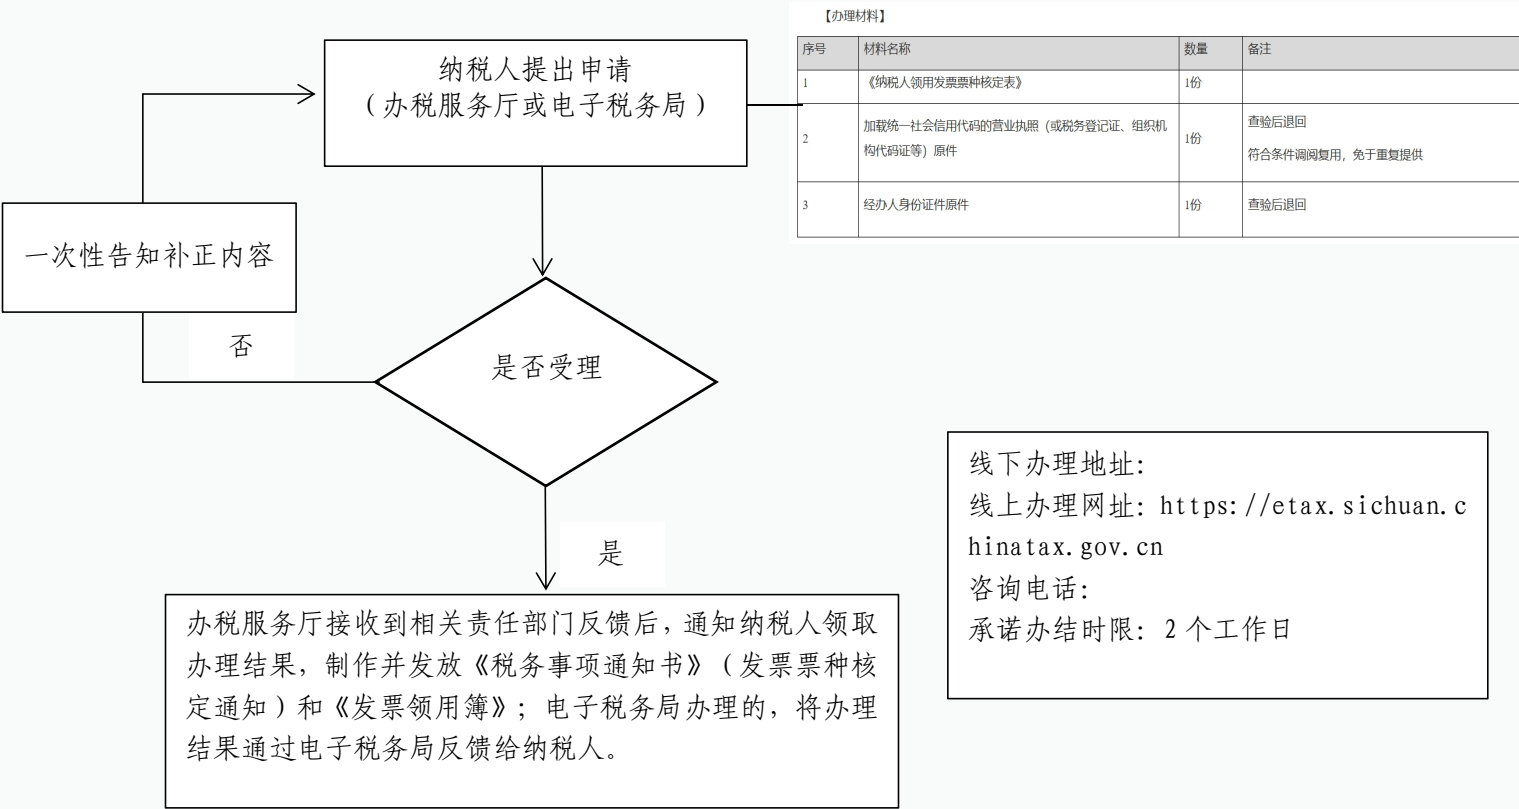 纳税人提出申请
（办税服务厅或电子税务局）
【办理材料】
序号 材料名称 数量 备注
1 《纳税人领用发票票种核定表》 1份
2 加载统一社会信用代码的营业执照（或税务登记证、组织机
构代码证等）原件 1份 查验后退回
符合条件调阅复用，免于重复提供
3 经办人身份证件原件 1份 查验后退回
一次性告知补正内容
否
是否受理
是
办税服务厅接收到相关责任部门反馈后，通知纳税人领取
办理结果，制作并发放《税务事项通知书》（发票票种核
定通知）和《发票领用簿》；电子税务局办理的，将办理
结果通过电子税务局反馈给纳税人。
线下办理地址：
线上办理网址：https://etax.sichuan.c
hinatax.gov.cn
咨询电话：
承诺办结时限：2个工作日